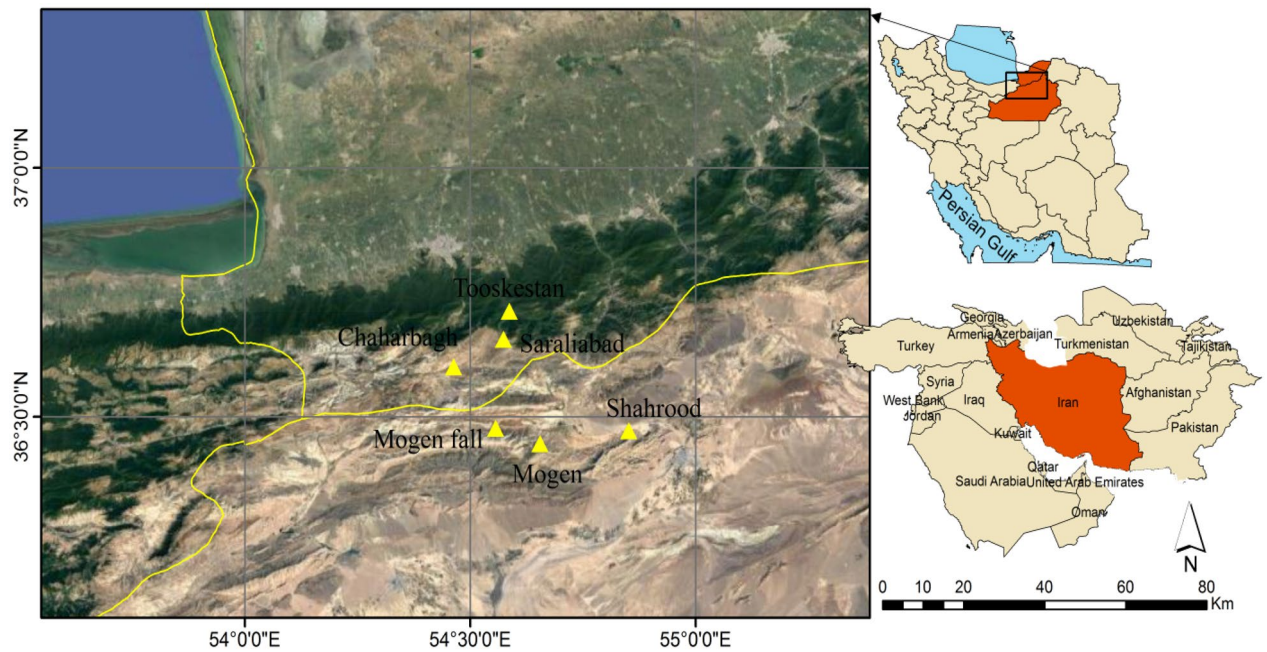 37°0'0"N
36°30'0"N
54°0'0"E
54°30'0"E
55°0'0"E
Tooskestan
Chaharbagh
Saraliabad
Shahrood
Mogen fall
Mogen
Persian Gulf
Georgia
Uzbekistan
Armenia
Azerbaijan
Turkey
Turkmenistan
Tajikistan
Syria
Afghanistan
West Bank
Iraq
Iran
Jordan
Pakistan
Kuwait
Qatar
Saudi Arabia
United Arab Emirates
Oman
N
0 10 20 40 60 80
Km